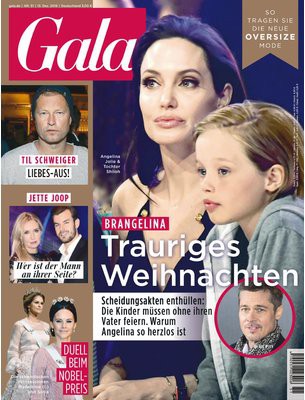 SO
TRAGEN SIE
DIE NEUE
OVERSIZE
MODE
Gala
TIL SCHWEIGER
LIEBES-AUS!
Angelina
Jolie &
Tochter
Shiloh
JETTE JOOP
Wer ist der Mann
an ihrer Seite?
BRANGELINA
Trauriges
Weihnachten
Scheidungsakten enthüllen:
Die Kinder müssen ohne ihren
Vater feiern. Warum
Angelina so herzlos ist
DUELL
BEIM
NOBEL-
PREIS